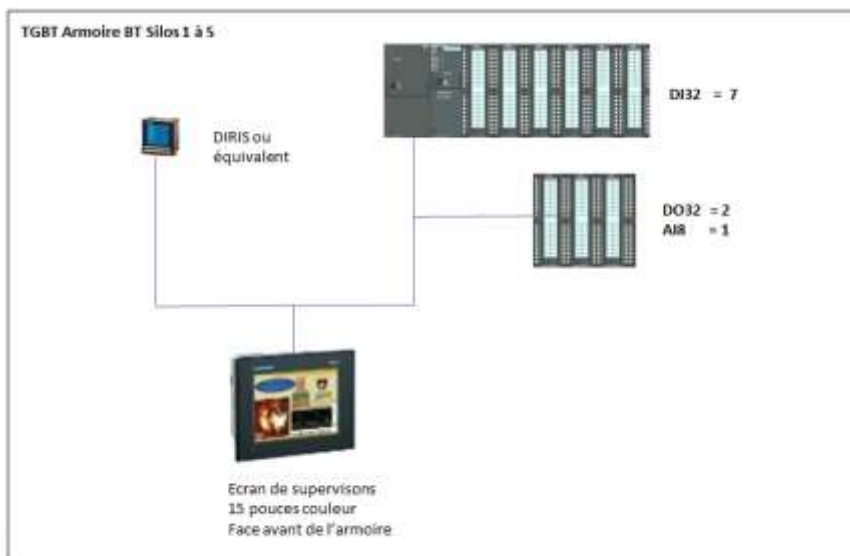 TGBT Armoire BT Silos 1 à 5
DI32 = 7
DIRIS ou
équivalent
DO32 = 2
AI8 = 1
Ecran de supervisons
15 pouces couleur
Face avant de l'armoire